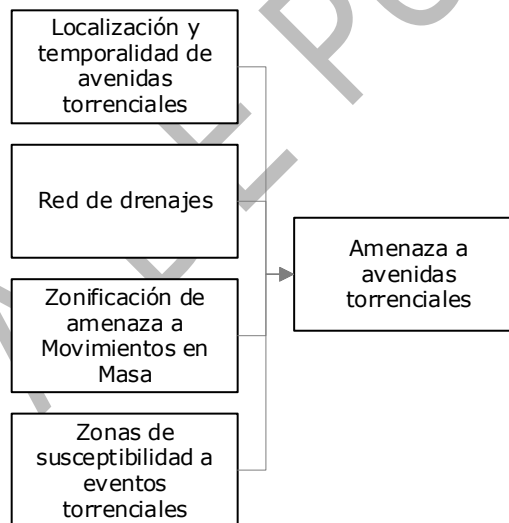 Localización y
temporalidad de
avenidas
torrenciales
Red de drenajes
Zonificación de
amenaza a
Movimientos en
Masa
Zonas de
susceptibilidad a
eventos
torrenciales
Amenaza a
avenidas
torrenciales